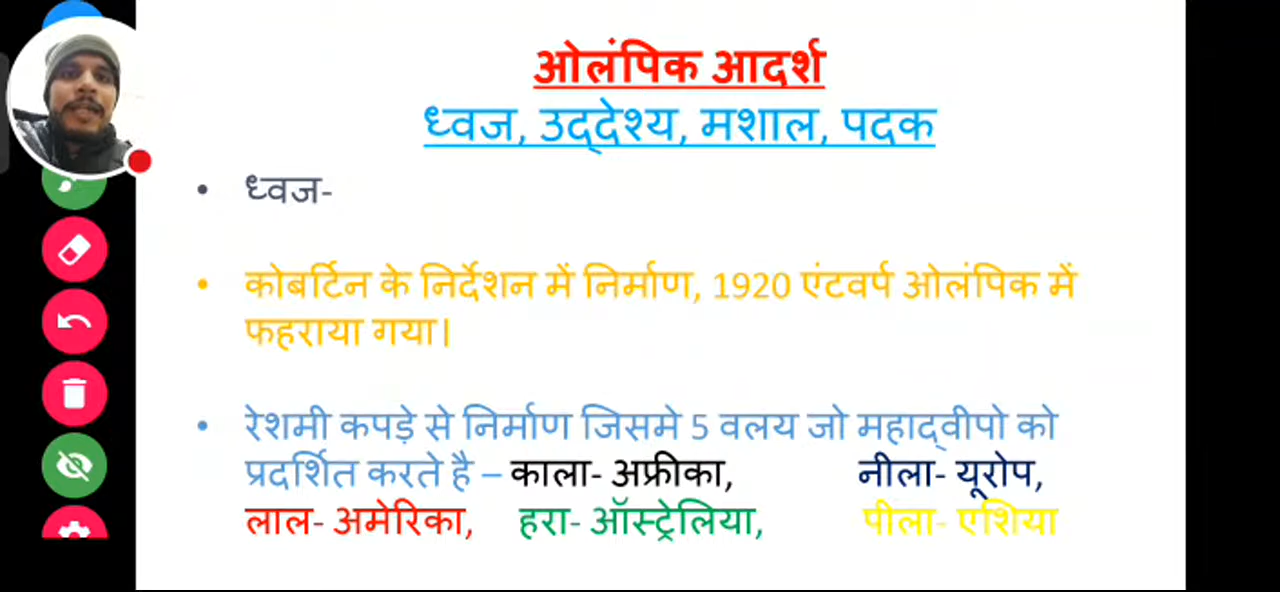 ओलंपिक आदर्श
ध्वज, उद्देश्य, मशाल, पदक
• ध्वज-
• कोबर्टिन के निर्देशन में निर्माण, 1920 एंटवर्प ओलंपिक में
फहराया गया।
• रेशमी कपड़े से निर्माण जिसमे 5 वलय जो महाद्वीपो को
प्रदर्शित करते है – काला- अफ्रीका, नीला- यूरोप,
लाल- अमेरिका, हरा- ऑस्ट्रेलिया, पीला- एशिया